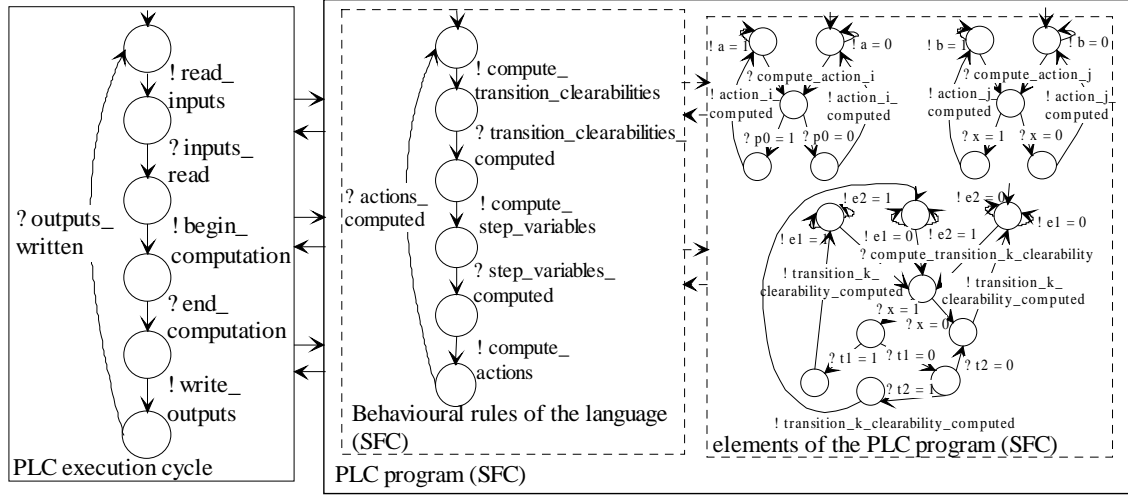 ! read_
inputs
? inputs_
read
! begin_
computation
? end_
computation
! write_
outputs
? outputs_
written
PLC execution cycle
! compute_
transition_clearabilities
? transition_clearabilities_
computed
! compute_
step_variables
? step_variables_
computed
! compute_
actions
? actions_
computed
Behavioural rules of the language
(SFC)
PLC program (SFC)
! a = 1
! a = 0
? compute_action_i
! action_i_
computed
! action_i_
computed
? p0 = 1
? p0 = 0
! b = 1
! b = 0
? compute_action_j
! action_j_
computed
! action_j_
computed
? x = 1
? x = 0
! e2 = 1
! e2 = 0
! e1 = 1
! e1 = 0
! e2 = 1
! e1 = 0
? compute_transition_k_clearability
! transition_k_
clearability_computed
! transition_k_
clearability_computed
? x = 1
? x = 0
? t1 = 1
? t1 = 0
? t2 = 0
? t2 = 1
! transition_k_clearability_computed
elements of the PLC program (SFC)